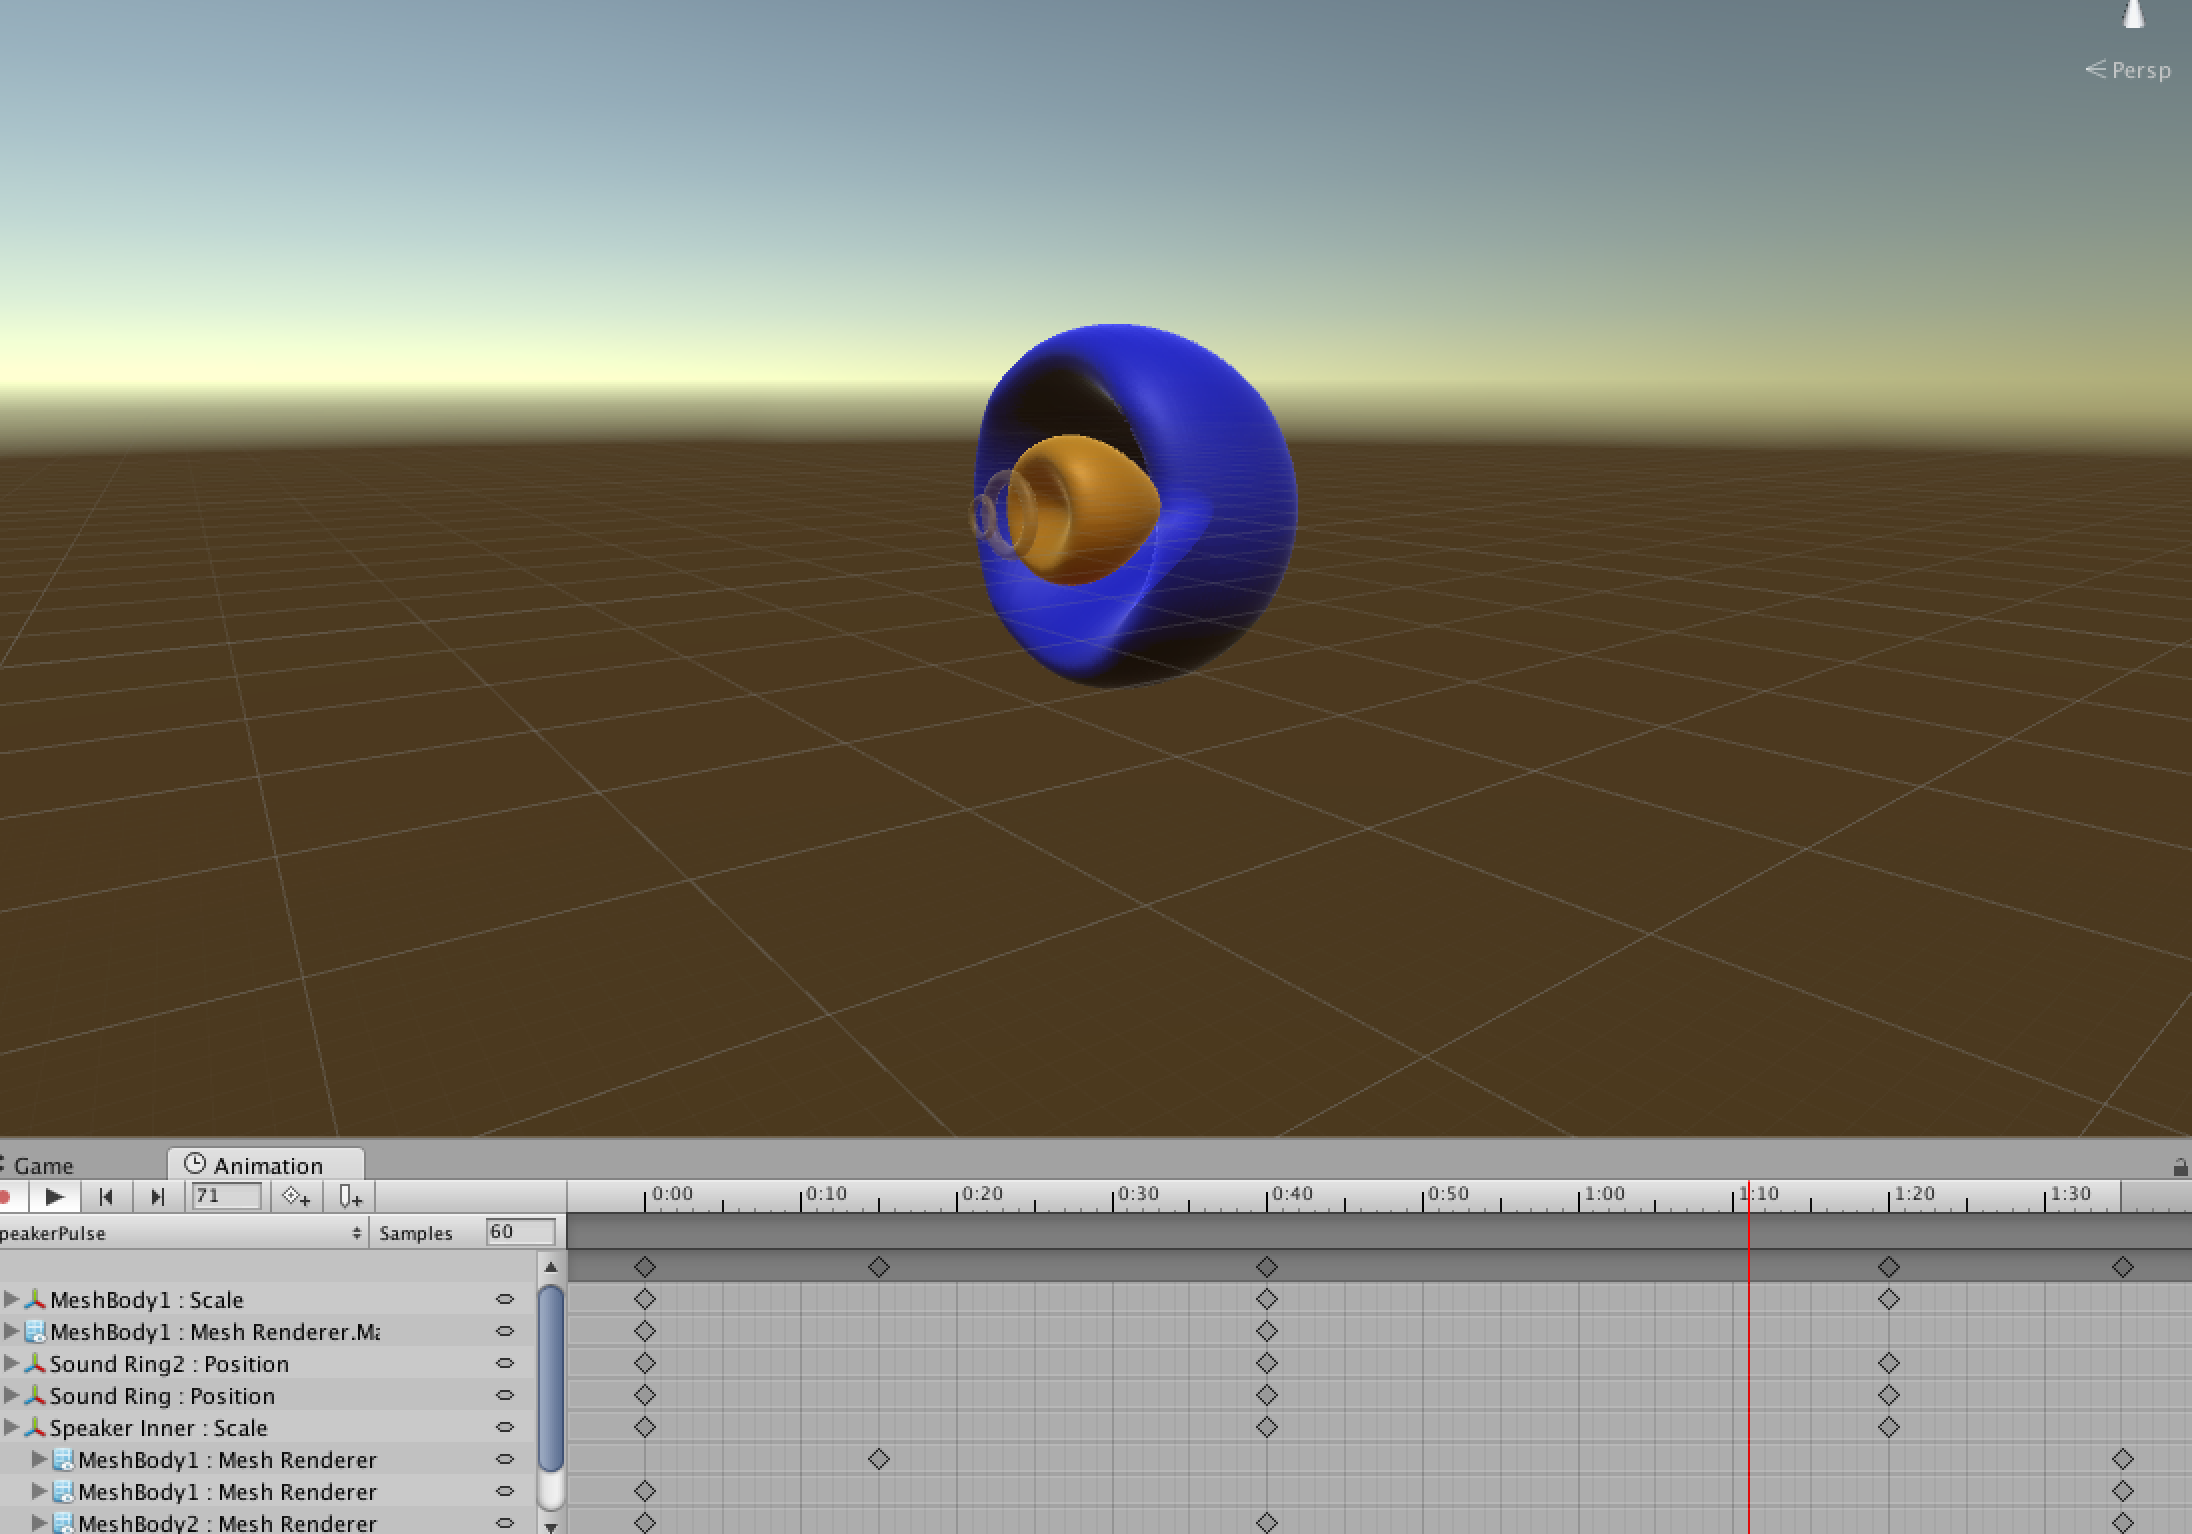 Persp
Game Animation
71 0:00 0:10 0:20 0:30 0:40 0:50 1:00 1:10 1:20 1:30
peakerPulse Samples 60
MeshBody1 : Scale
MeshBody1 : Mesh Renderer.Ma
Sound Ring2 : Position
Sound Ring : Position
Speaker Inner : Scale
MeshBody1 : Mesh Renderer
MeshBody1 : Mesh Renderer
MeshBody2 : Mesh Renderer